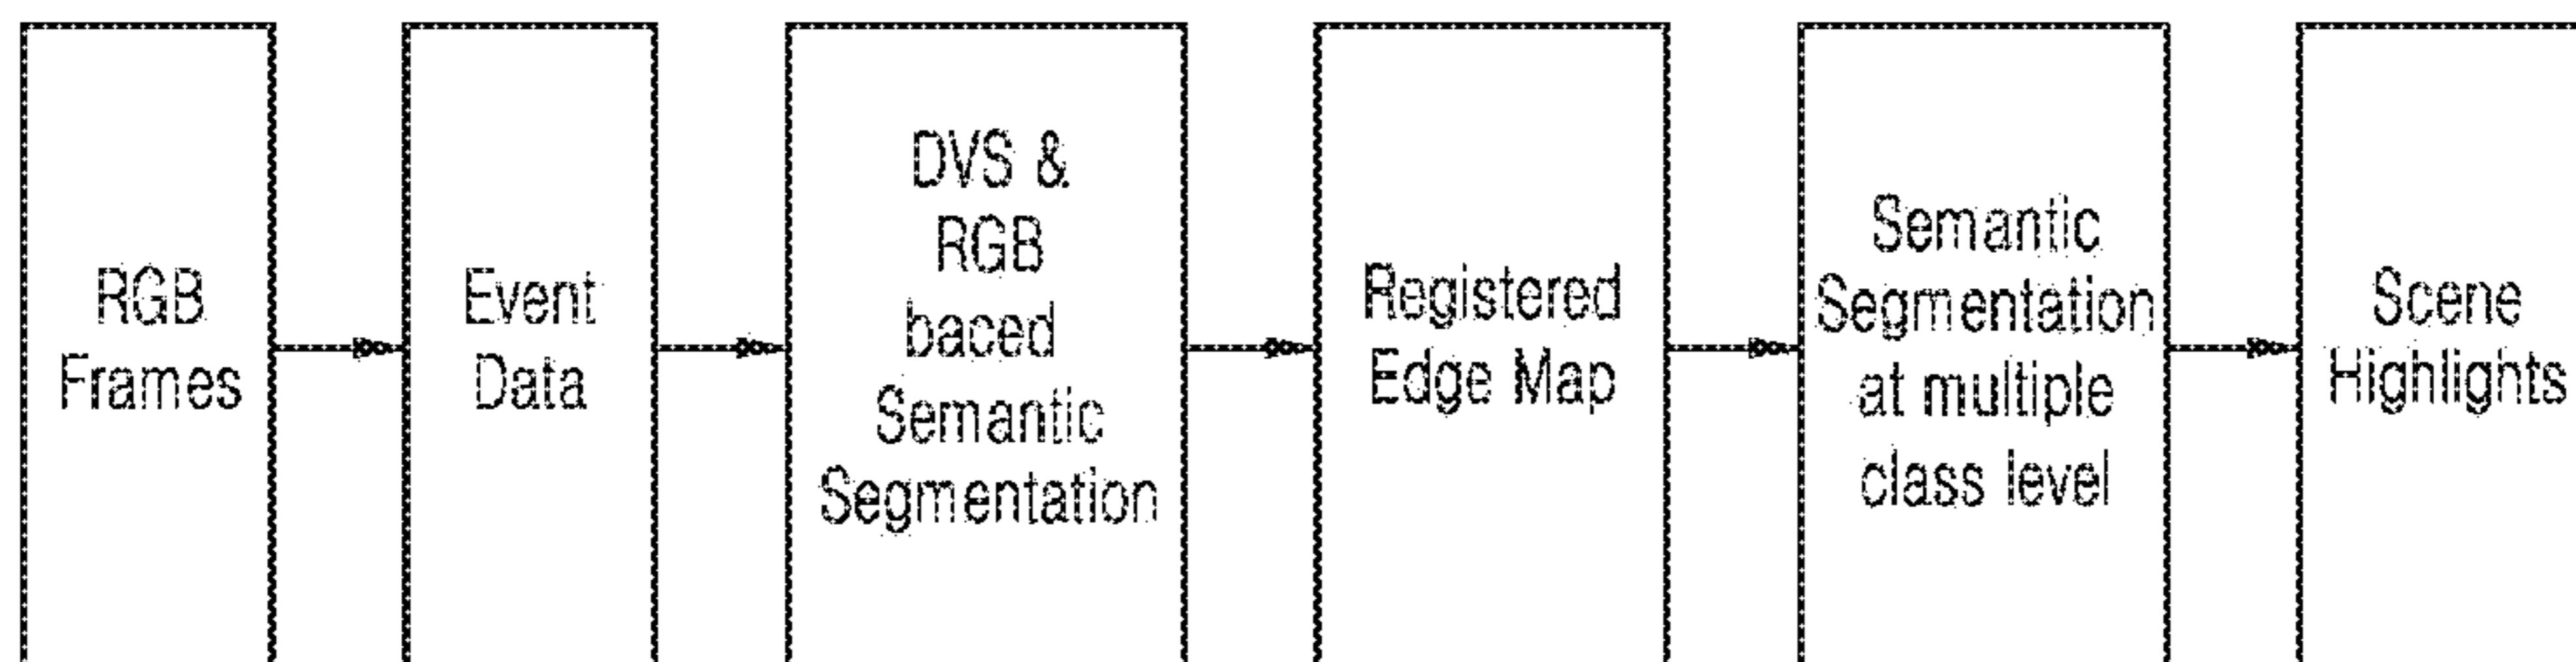 RGB
Frames
Event
Data
DVS &
RGB
baced
Semantic
Segmentation
Registered
Edge Map
Semantic
Segmentation
at multiple
class level
Scene
Highlights